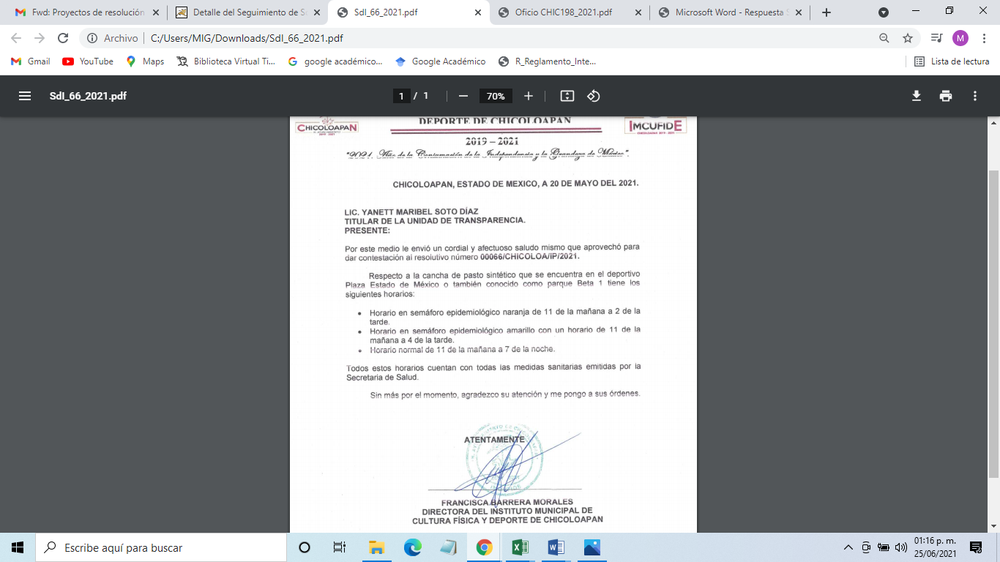 Fwd: Proyectos de resolución
Detalle del Seguimiento de S
SdI_66_2021.pdf
Oficio CHIC198_2021.pdf
Microsoft Word - Respuesta S
Archivo
C:/Users/MIG/Downloads/SdI_66_2021.pdf
M
Gmail
YouTube
Maps
Biblioteca Virtual Ti...
google académico...
Google Académico
R_Reglamento_Inte...
Lista de lectura
SdI_66_2021.pdf
1 / 1
70%
CHICOLOAPAN
2019 - 2021
DEPORTE DE CHICOLOAPAN
IMCUFIDE
CHICOLOAPAN 2019 - 2021
2019 – 2021
"2021. Año de la Consumación de la Independencia y la Grandeza de México".
CHICOLOAPAN, ESTADO DE MEXICO, A 20 DE MAYO DEL 2021.
LIC. YANETT MARIBEL SOTO DÍAZ
TITULAR DE LA UNIDAD DE TRANSPARENCIA.
PRESENTE:
Por este medio le envió un cordial y afectuoso saludo mismo que aprovechó para
dar contestación al resolutivo número 00066/CHICOLOA/IP/2021.
Respecto a la cancha de pasto sintético que se encuentra en el deportivo
Plaza Estado de México o también conocido como parque Beta 1 tiene los
siguientes horarios:
• Horario en semáforo epidemiológico naranja de 11 de la mañana a 2 de la
tarde.
• Horario en semáforo epidemiológico amarillo con un horario de 11 de la
mañana a 4 de la tarde.
• Horario normal de 11 de la mañana a 7 de la noche.
Todos estos horarios cuentan con todas las medidas sanitarias emitidas por la
Secretaria de Salud.
Sin más por el momento, agradezco su atención y me pongo a sus órdenes.
ATENTAMENTE
FRANCISCA BARRERA MORALES
DIRECTORA DEL INSTITUTO MUNICIPAL DE
CULTURA FÍSICA Y DEPORTE DE CHICOLOAPAN
Escribe aquí para buscar
01:16 p. m.
25/06/2021